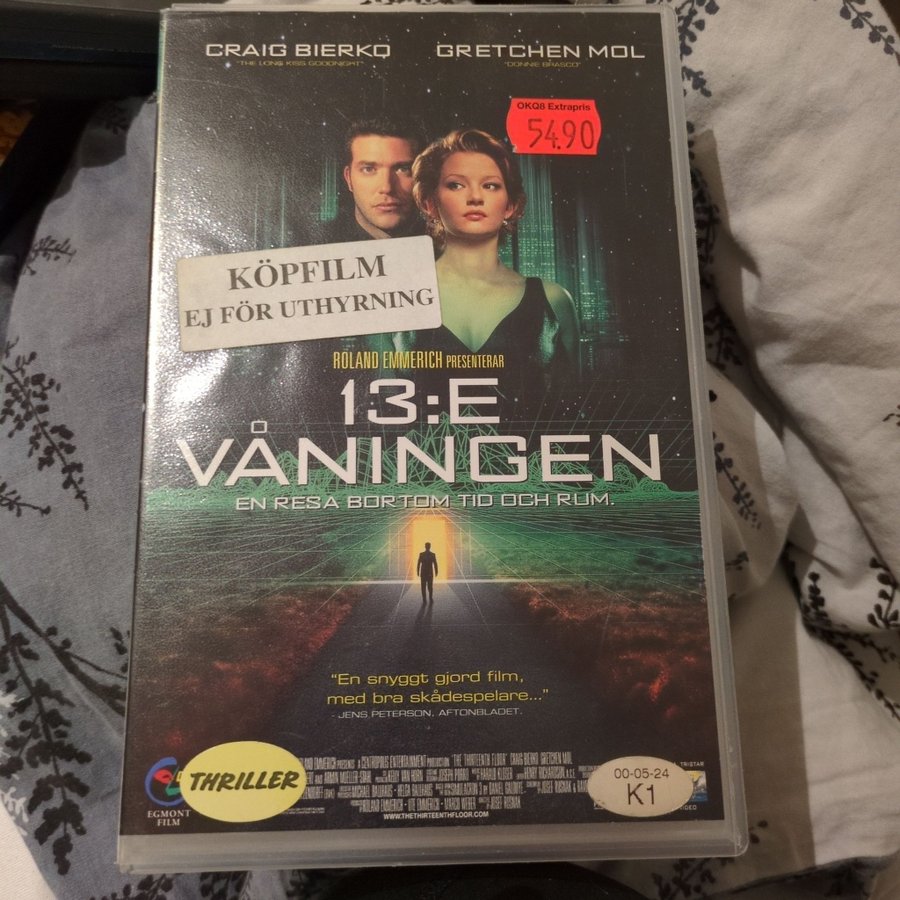 CRAIG BIERKO GRETCHEN MOL
"THE LONG KISS GOODNIGHT" "DONNIE BRASCO"
OKQ8 Extrapris
54.90
KÖPFILM
EJ FÖR UTHYRNING
ROLAND EMMERICH PRESENTERAR
13:E
VÅNINGEN
EN RESA BORTOM TID OCH RUM.
"En snyggt gjord film,
med bra skådespelare..."
- JENS PETERSON, AFTONBLADET.
THRILLER
EGMONT
FILM
00-05-24
K1
TRISTAR
VIDEO
WWW.THETHIRTEENTHFLOOR.COM